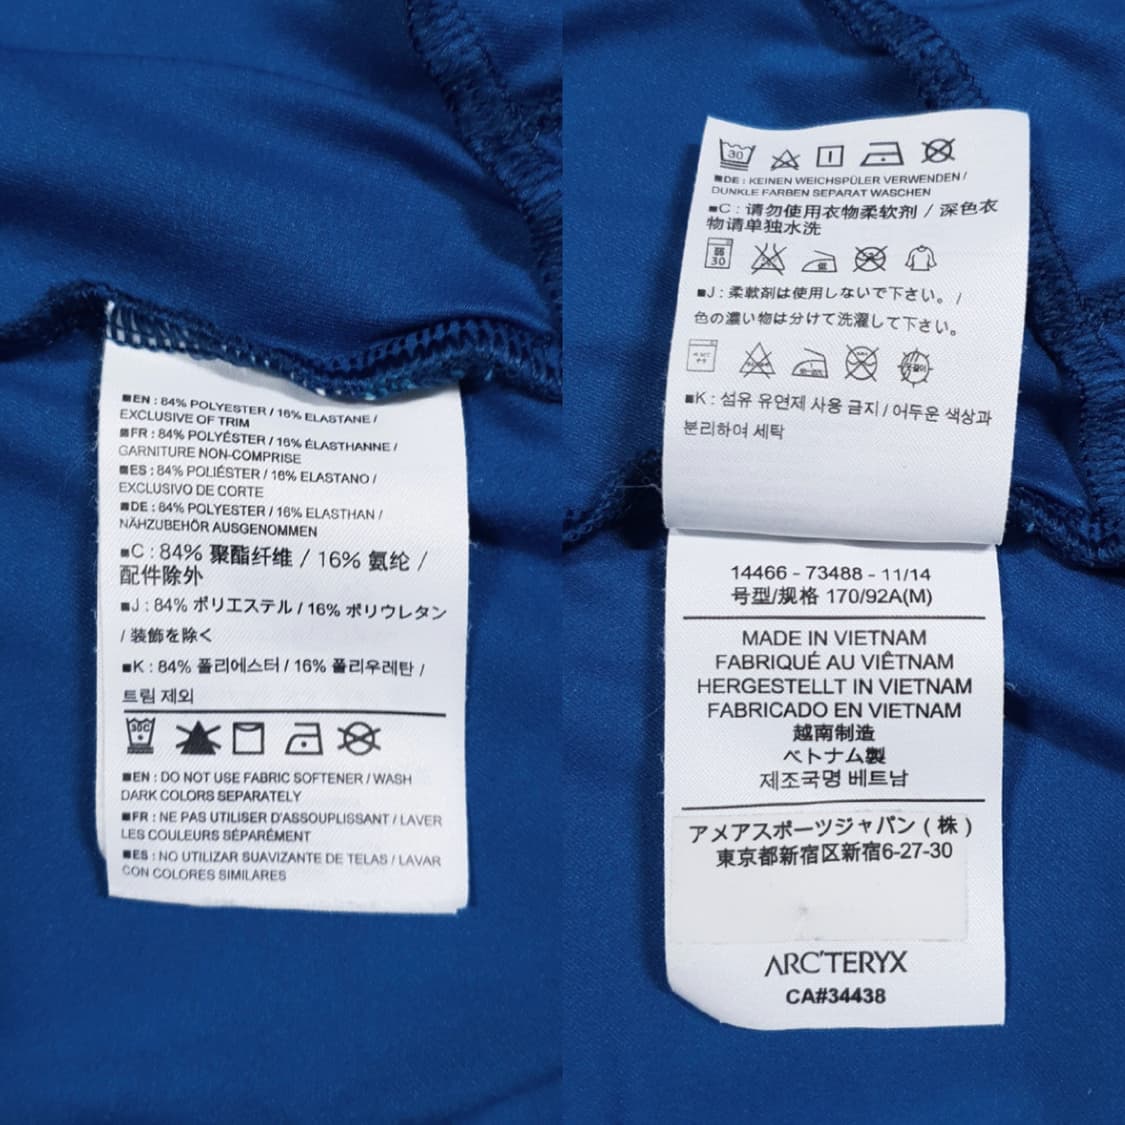 ■EN : 84% POLYESTER / 16% ELASTANE /
EXCLUSIVE OF TRIM
■FR : 84% POLYÉSTER / 16% ÉLASTHANNE /
GARNITURE NON-COMPRISE
■ES : 84% POLIÉSTER / 16% ELASTANO /
EXCLUSIVO DE CORTE
■DE : 84% POLYESTER / 16% ELASTHAN /
NÄHZUBEHÖR AUSGENOMMEN
■C : 84% 聚酯纤维 / 16% 氨纶 /
配件除外
■J : 84% ポリエステル / 16% ポリウレタン
/ 装飾を除く
■K : 84% 폴리에스터 / 16% 폴리우레탄 /
트림 제외
30C
■EN : DO NOT USE FABRIC SOFTENER / WASH
DARK COLORS SEPARATELY
■FR : NE PAS UTILISER D'ASSOUPLISSANT / LAVER
LES COULEURS SÉPARÉMENT
■ES : NO UTILIZAR SUAVIZANTE DE TELAS / LAVAR
CON COLORES SIMILARES
30
■DE : KEINEN WEICHSPÜLER VERWENDEN /
DUNKLE FARBEN SEPARAT WASCHEN
■C : 请勿使用衣物柔软剂 / 深色衣
物请单独水洗
弱
30
低
■J : 柔軟剤は使用しないで下さい。 /
色の濃い物は分けて洗濯して下さい。
■K : 섬유 유연제 사용 금지 / 어두운 색상과
분리하여 세탁
14466 - 73488 - 11/14
号型/规格 170/92A(M)
MADE IN VIETNAM
FABRIQUÉ AU VIÊTNAM
HERGESTELLT IN VIETNAM
FABRICADO EN VIETNAM
越南制造
ベトナム製
제조국명 베트남
アメアスポーツジャパン ( 株 )
東京都新宿区新宿6-27-30
ARC'TERYX
CA#34438